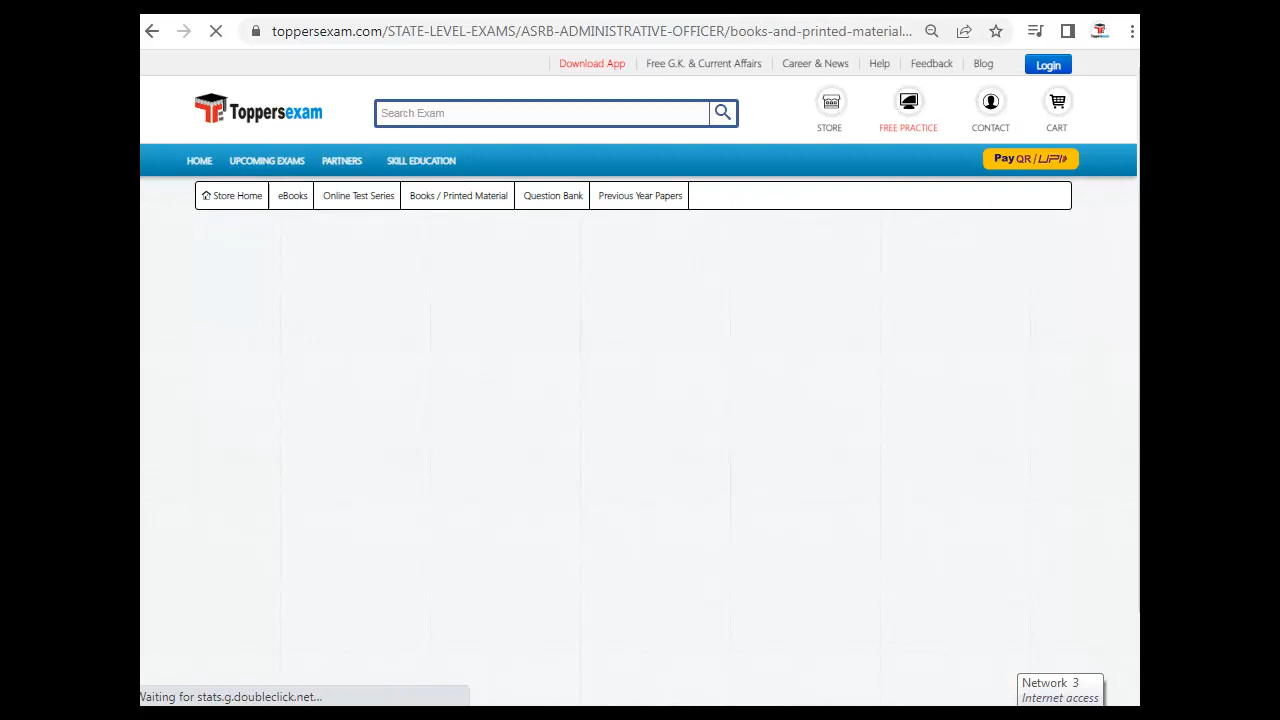 toppersexam.com/STATE-LEVEL-EXAMS/ASRB-ADMINISTRATIVE-OFFICER/books-and-printed-material...
Download App Free G.K. & Current Affairs Career & News Help Feedback Blog Login
Toppersexam
Search Exam
STORE FREE PRACTICE CONTACT CART
HOME UPCOMING EXAMS PARTNERS SKILL EDUCATION Pay QR / UPI
Store Home eBooks Online Test Series Books / Printed Material Question Bank Previous Year Papers
Waiting for stats.g.doubleclick.net...
Network 3
Internet access